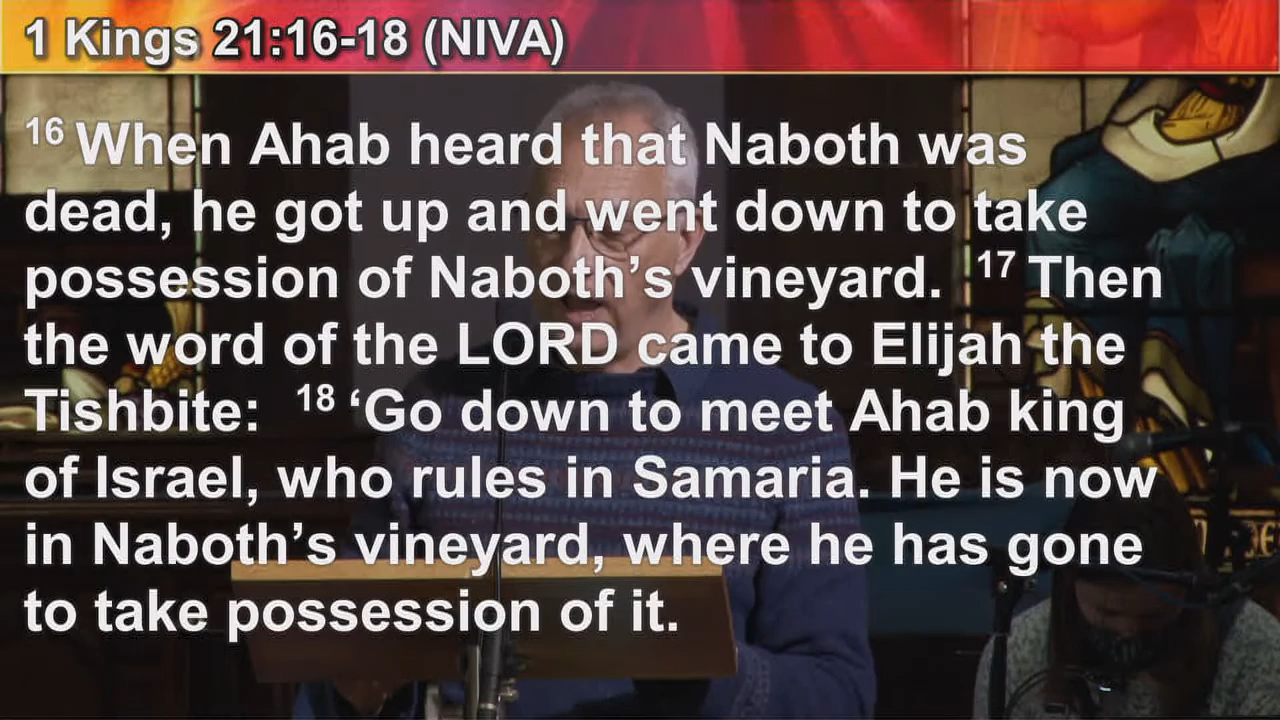 1 Kings 21:16-18 (NIVA)
16 When Ahab heard that Naboth was
dead, he got up and went down to take
possession of Naboth’s vineyard. 17 Then
the word of the LORD came to Elijah the
Tishbite: 18 ‘Go down to meet Ahab king
of Israel, who rules in Samaria. He is now
in Naboth’s vineyard, where he has gone
to take possession of it.